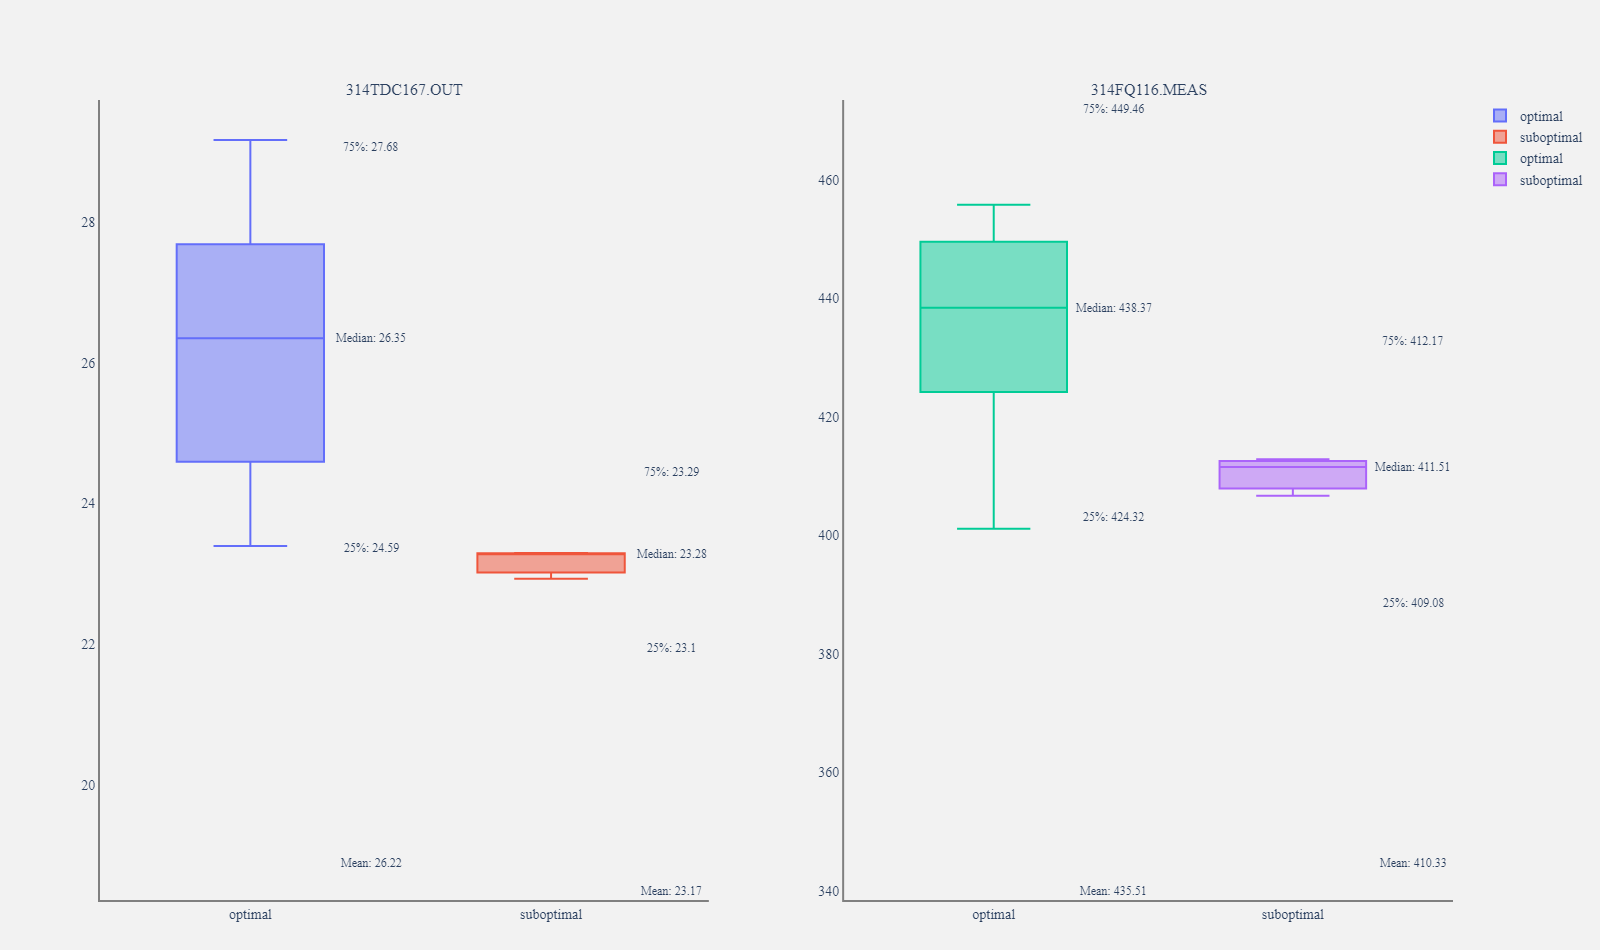 314TDC167.OUT
75%: 27.68
28
Median: 26.35
26
75%: 23.29
24
25%: 24.59
Median: 23.28
22
25%: 23.1
20
Mean: 26.22
Mean: 23.17
optimal
suboptimal
314FQ116.MEAS
75%: 449.46
460
440
Median: 438.37
75%: 412.17
420
Median: 411.51
25%: 424.32
400
25%: 409.08
380
360
Mean: 410.33
340
Mean: 435.51
optimal
suboptimal
optimal
suboptimal
optimal
suboptimal